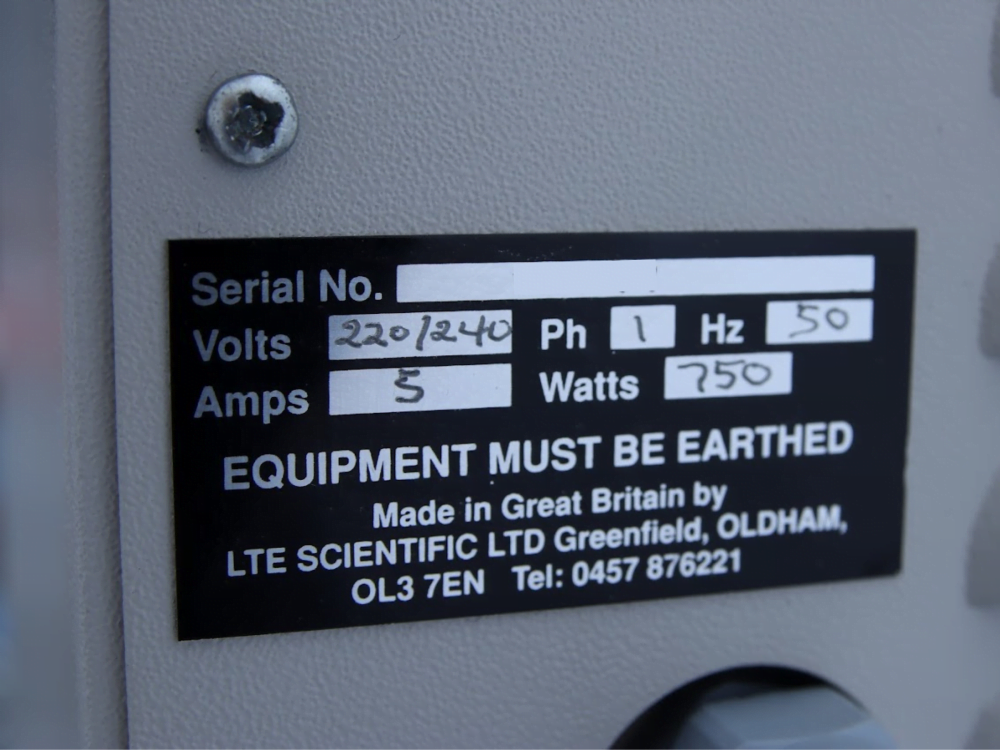 Serial No.
Volts 220/240 Ph 1 Hz 50
Amps 5 Watts 750
EQUIPMENT MUST BE EARTHED
Made in Great Britain by
LTE SCIENTIFIC LTD Greenfield, OLDHAM,
OL3 7EN Tel: 0457 876221